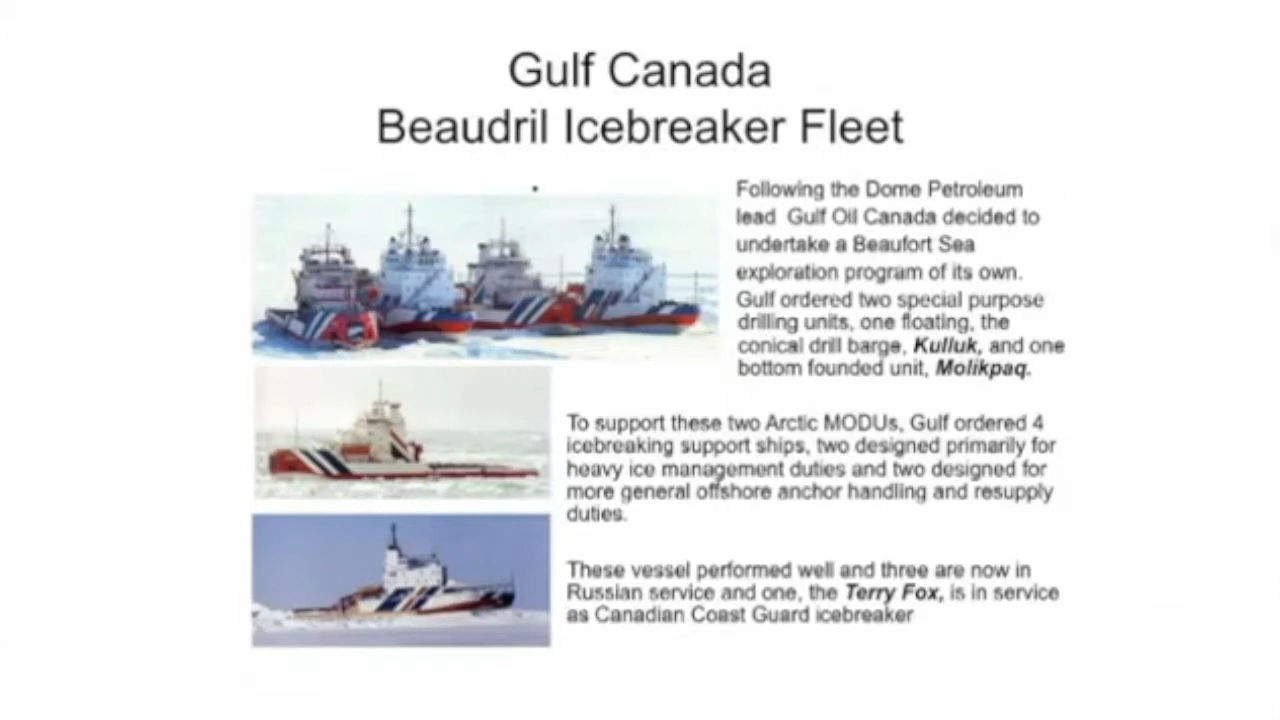 Gulf Canada
Beaudril Icebreaker Fleet
Following the Dome Petroleum
lead Gulf Oil Canada decided to
undertake a Beaufort Sea
exploration program of its own.
Gulf ordered two special purpose
drilling units, one floating, the
conical drill barge, Kulluk, and one
bottom founded unit, Molikpaq.
To support these two Arctic MODUs, Gulf ordered 4
icebreaking support ships, two designed primarily for
heavy ice management duties and two designed for
more general offshore anchor handling and resupply
duties.
These vessel performed well and three are now in
Russian service and one, the Terry Fox, is in service
as Canadian Coast Guard icebreaker